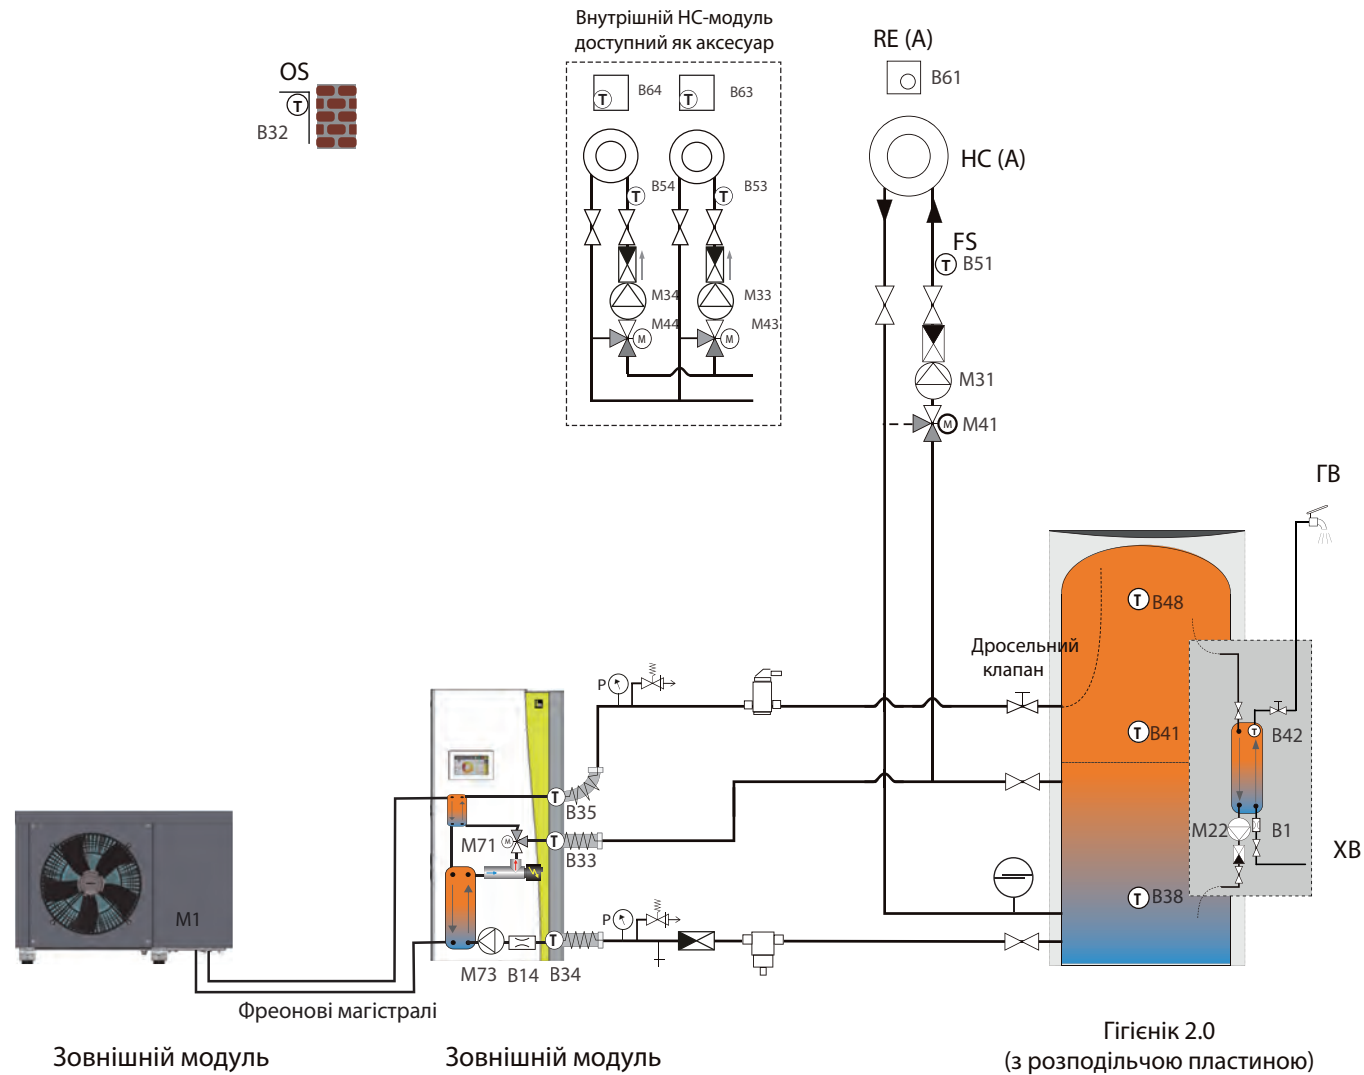 Внутрішній НС-модуль
доступний як аксесуар
RE (A)
OS
B64
B63
B61
T
T
T
B32
HC (A)
B54
B53
T
T
FS
T
B51
M34
M33
M44
M43
M
M
M31
M
M41
ГВ
T
B48
Дросельний
клапан
P
T
B41
T
B42
T
B35
M71
M
T
B33
M22
B1
ХВ
T
B38
M1
P
T
M73
B14
B34
Фреонові магістралі
Зовнішній модуль
Зовнішній модуль
Гігієнік 2.0
(з розподільчою пластиною)